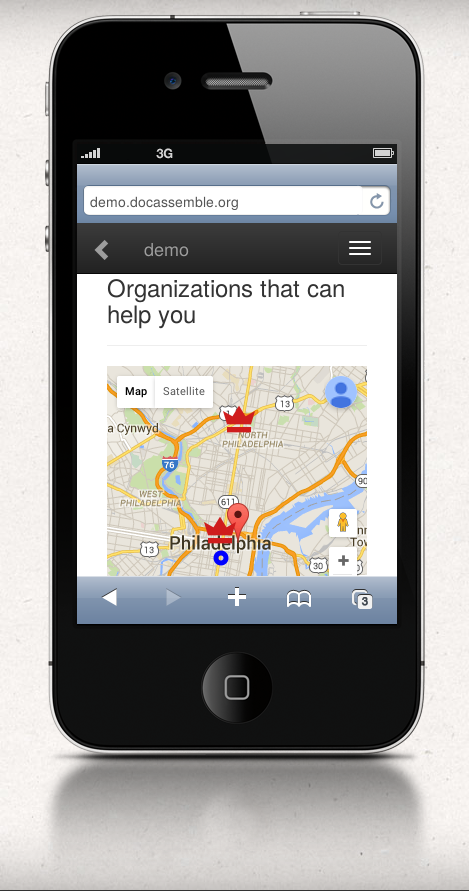 3G
demo.docassemble.org
demo
Organizations that can
help you
Map
Satellite
13
a Cynwyd
NORTH
PHILADELPHIA
76
90
WEST
PHILADELPHIA
611
Philadelphia
13
30
3